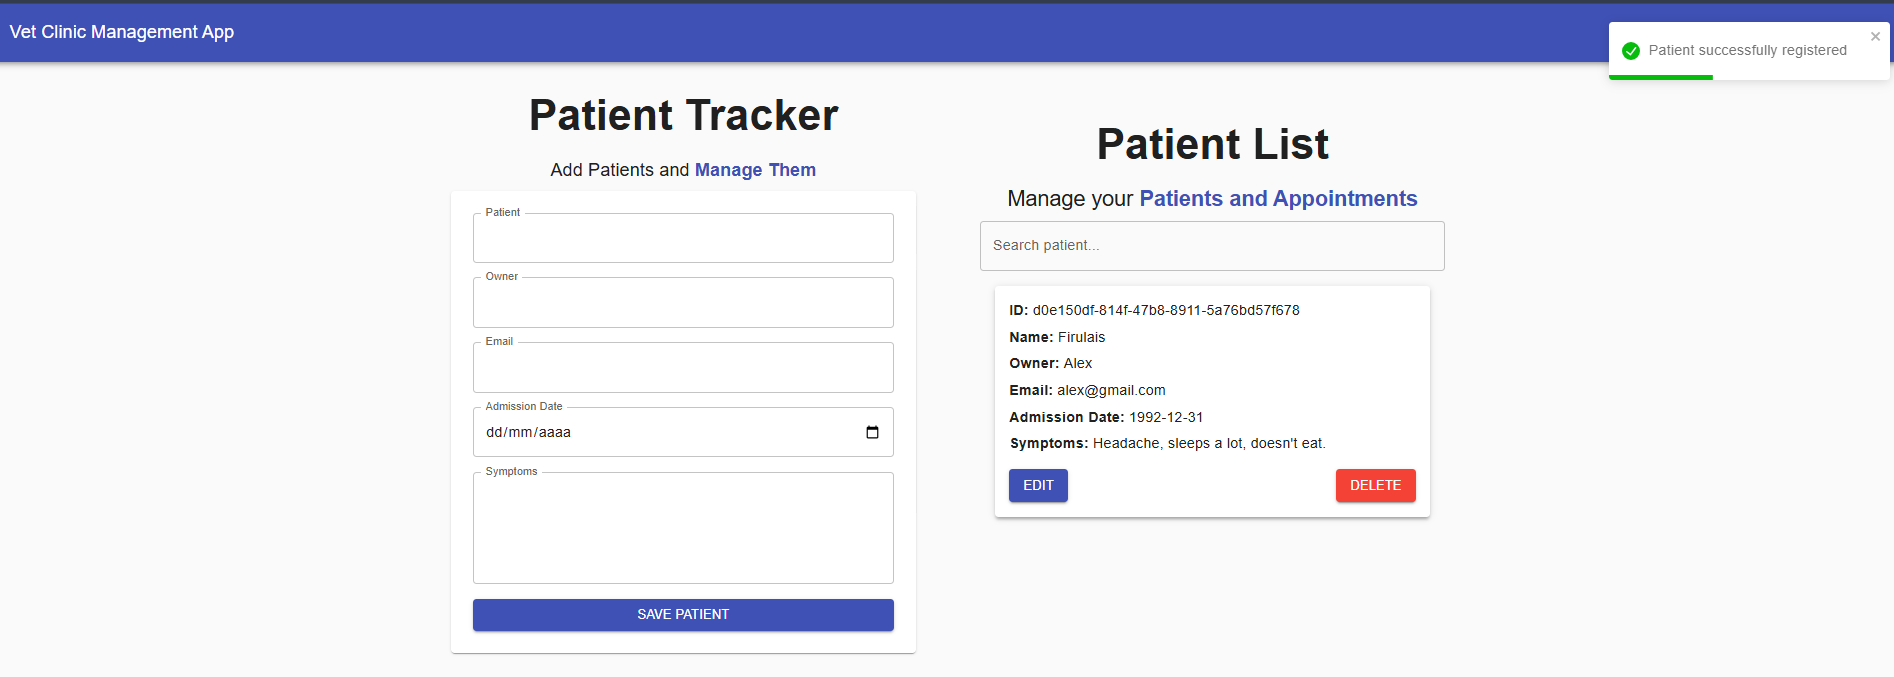 Vet Clinic Management App
Patient successfully registered
Patient Tracker
Add Patients and Manage Them
Patient
Owner
Email
Admission Date
dd/mm/aaaa
Symptoms
SAVE PATIENT
Patient List
Manage your Patients and Appointments
Search patient...
ID: d0e150df-814f-47b8-8911-5a76bd57f678
Name: Firulais
Owner: Alex
Email: alex@gmail.com
Admission Date: 1992-12-31
Symptoms: Headache, sleeps a lot, doesn't eat.
EDIT
DELETE